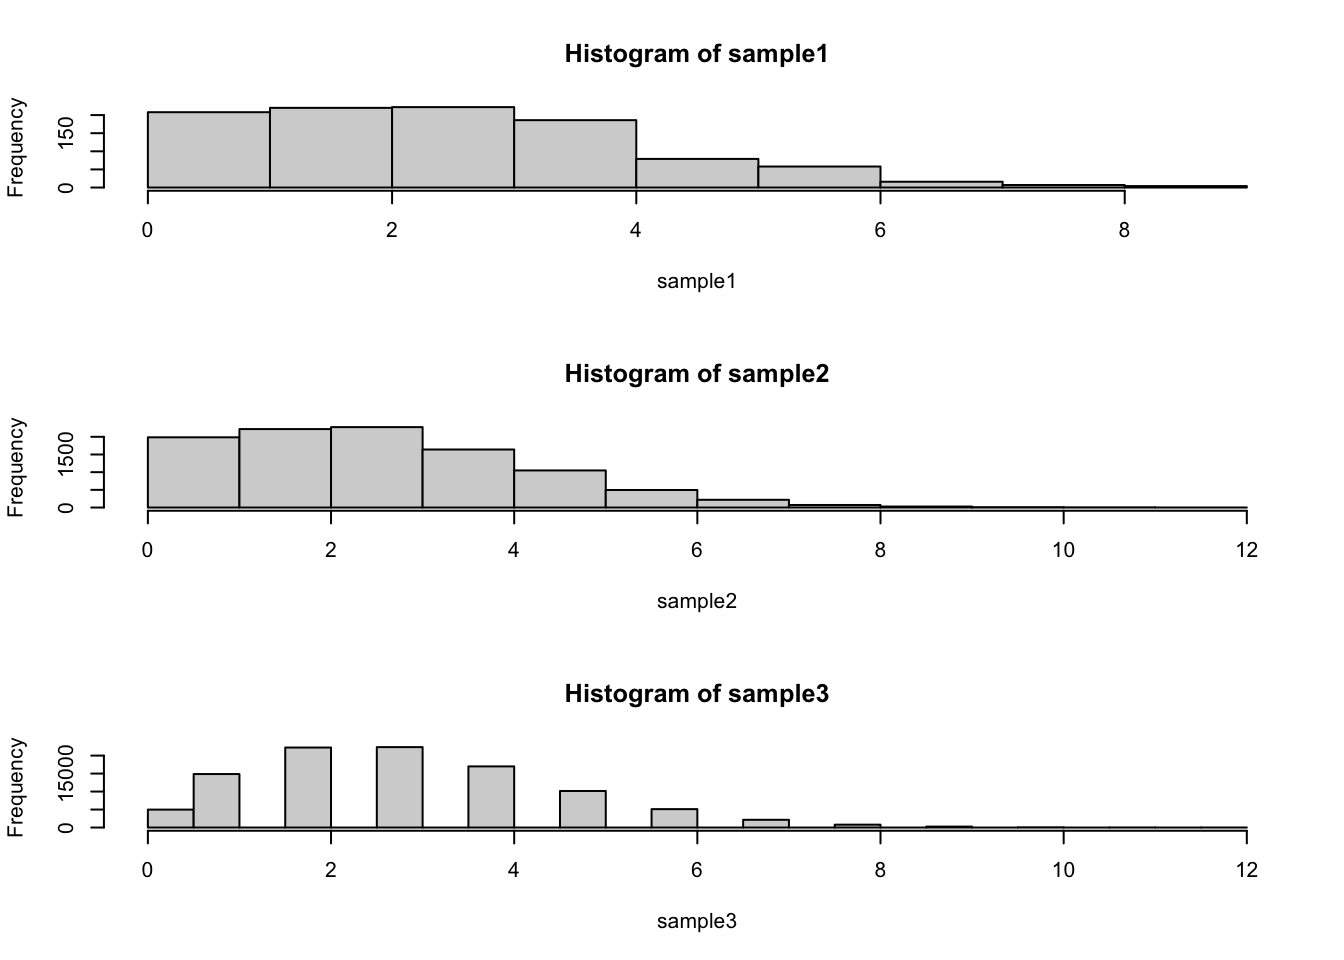 Histogram of sample1
Frequency
150
0
0 2 4 6 8
sample1
Histogram of sample2
Frequency
1500
0
0 2 4 6 8 10 12
sample2
Histogram of sample3
Frequency
15000
0
0 2 4 6 8 10 12
sample3